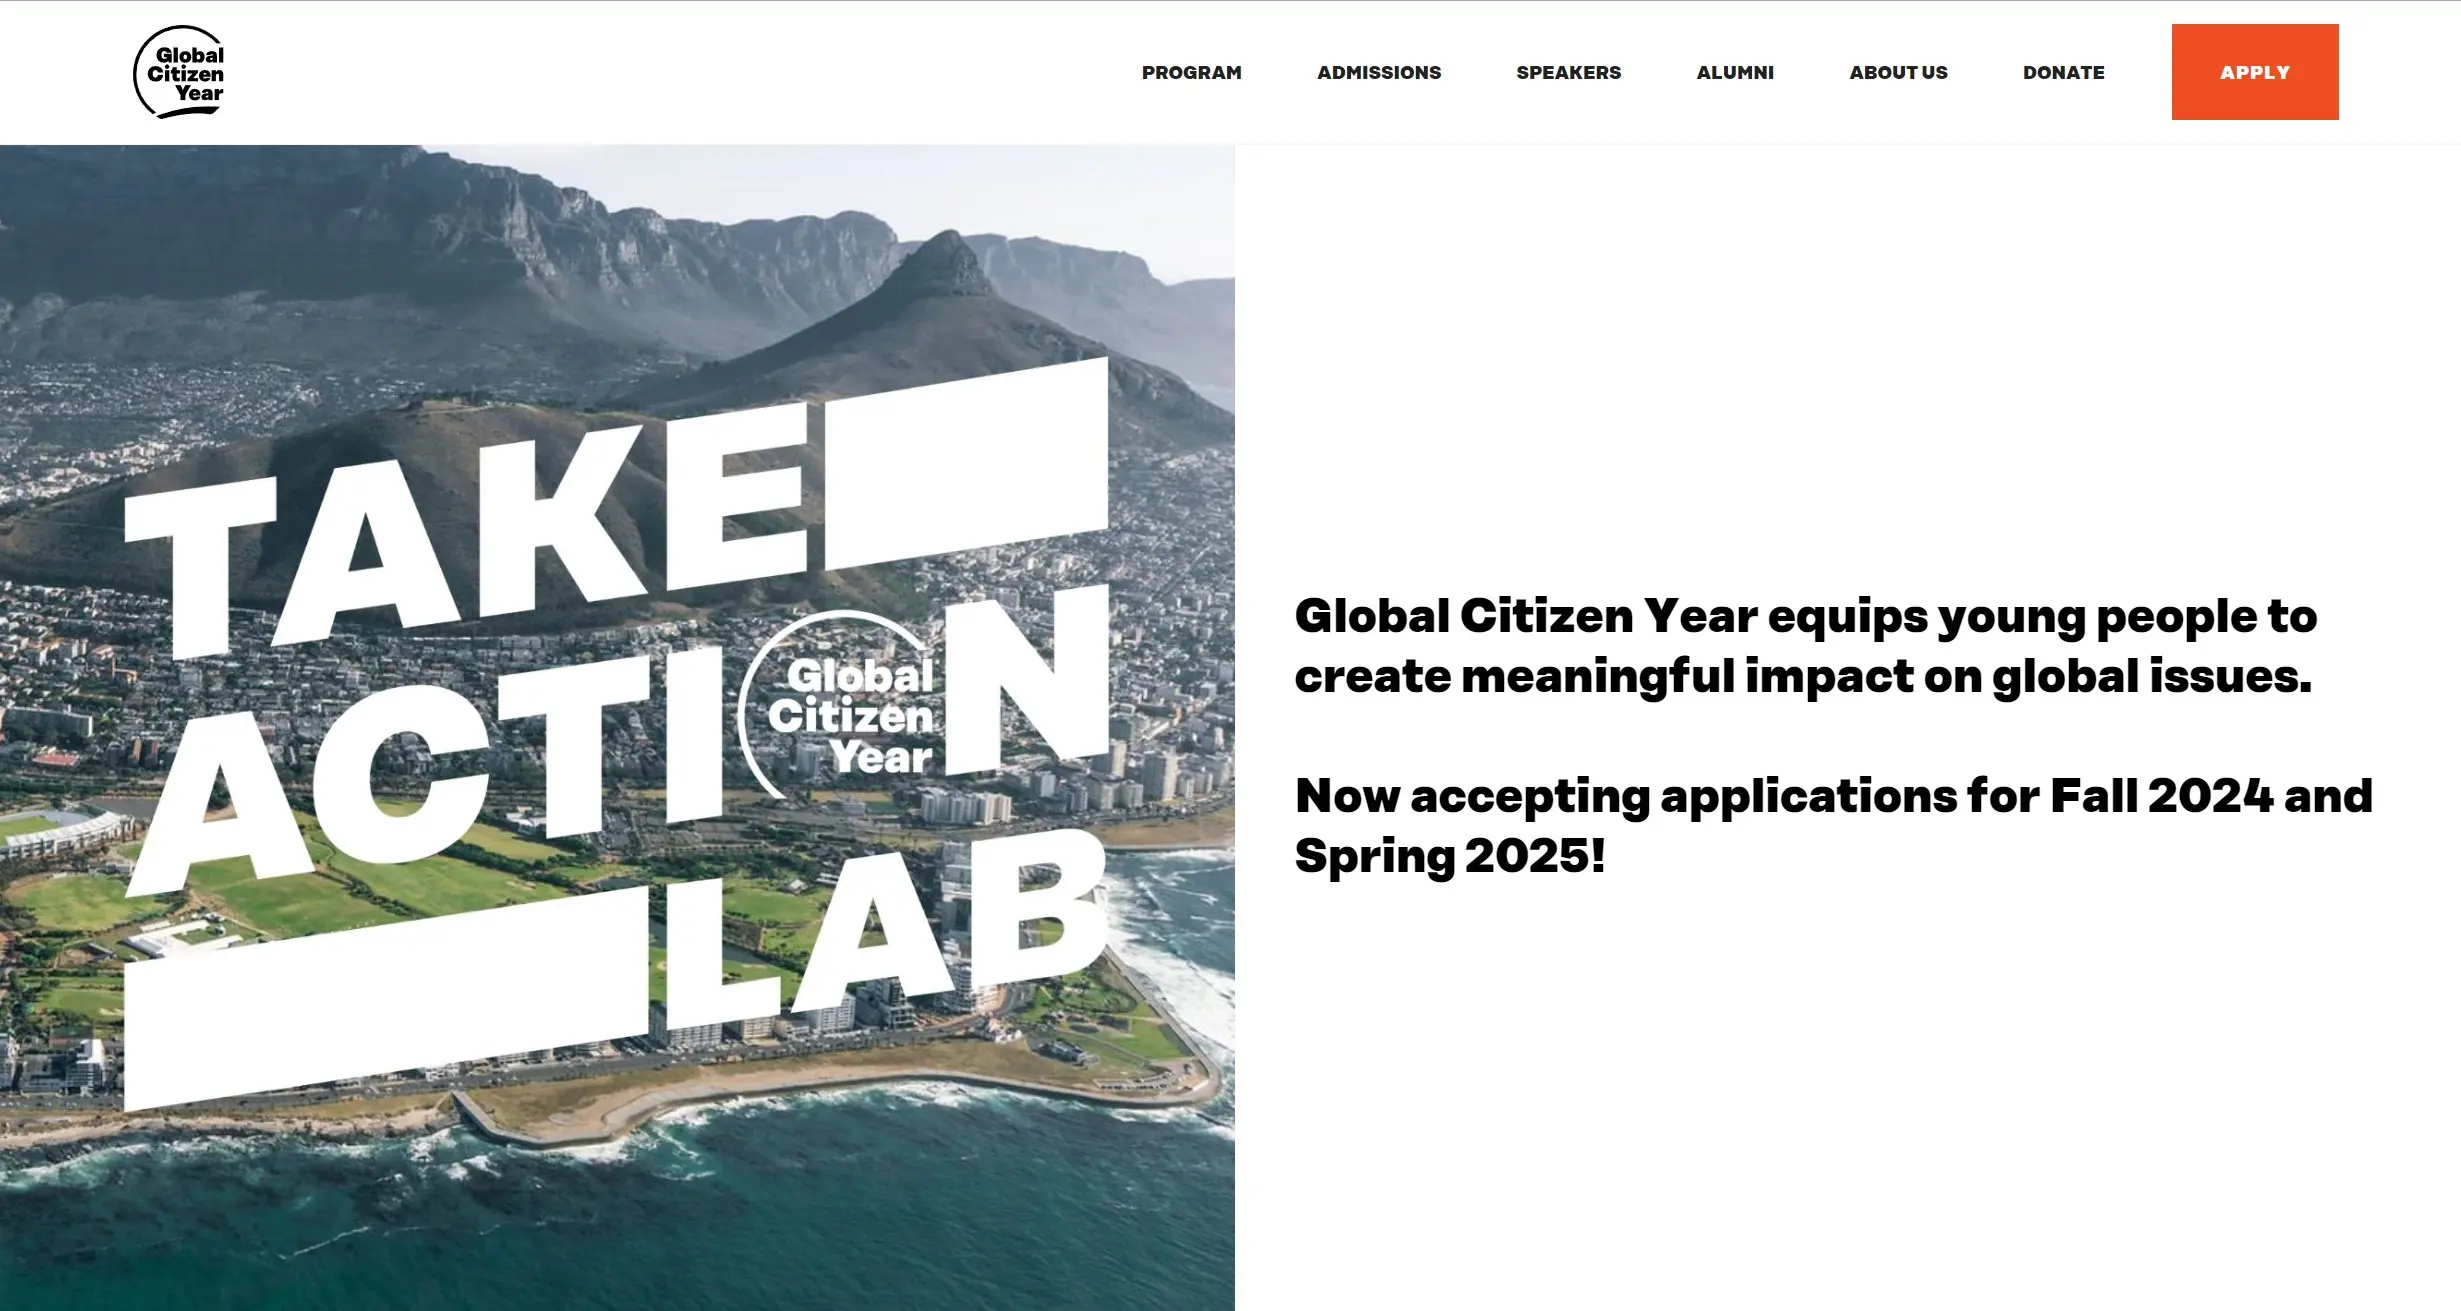 Global
Citizen
Year
PROGRAM
ADMISSIONS
SPEAKERS
ALUMNI
ABOUT US
DONATE
APPLY
TAKE
ACTI N
Global
Citizen
Year
LAB
Global Citizen Year equips young people to
create meaningful impact on global issues.
Now accepting applications for Fall 2024 and
Spring 2025!